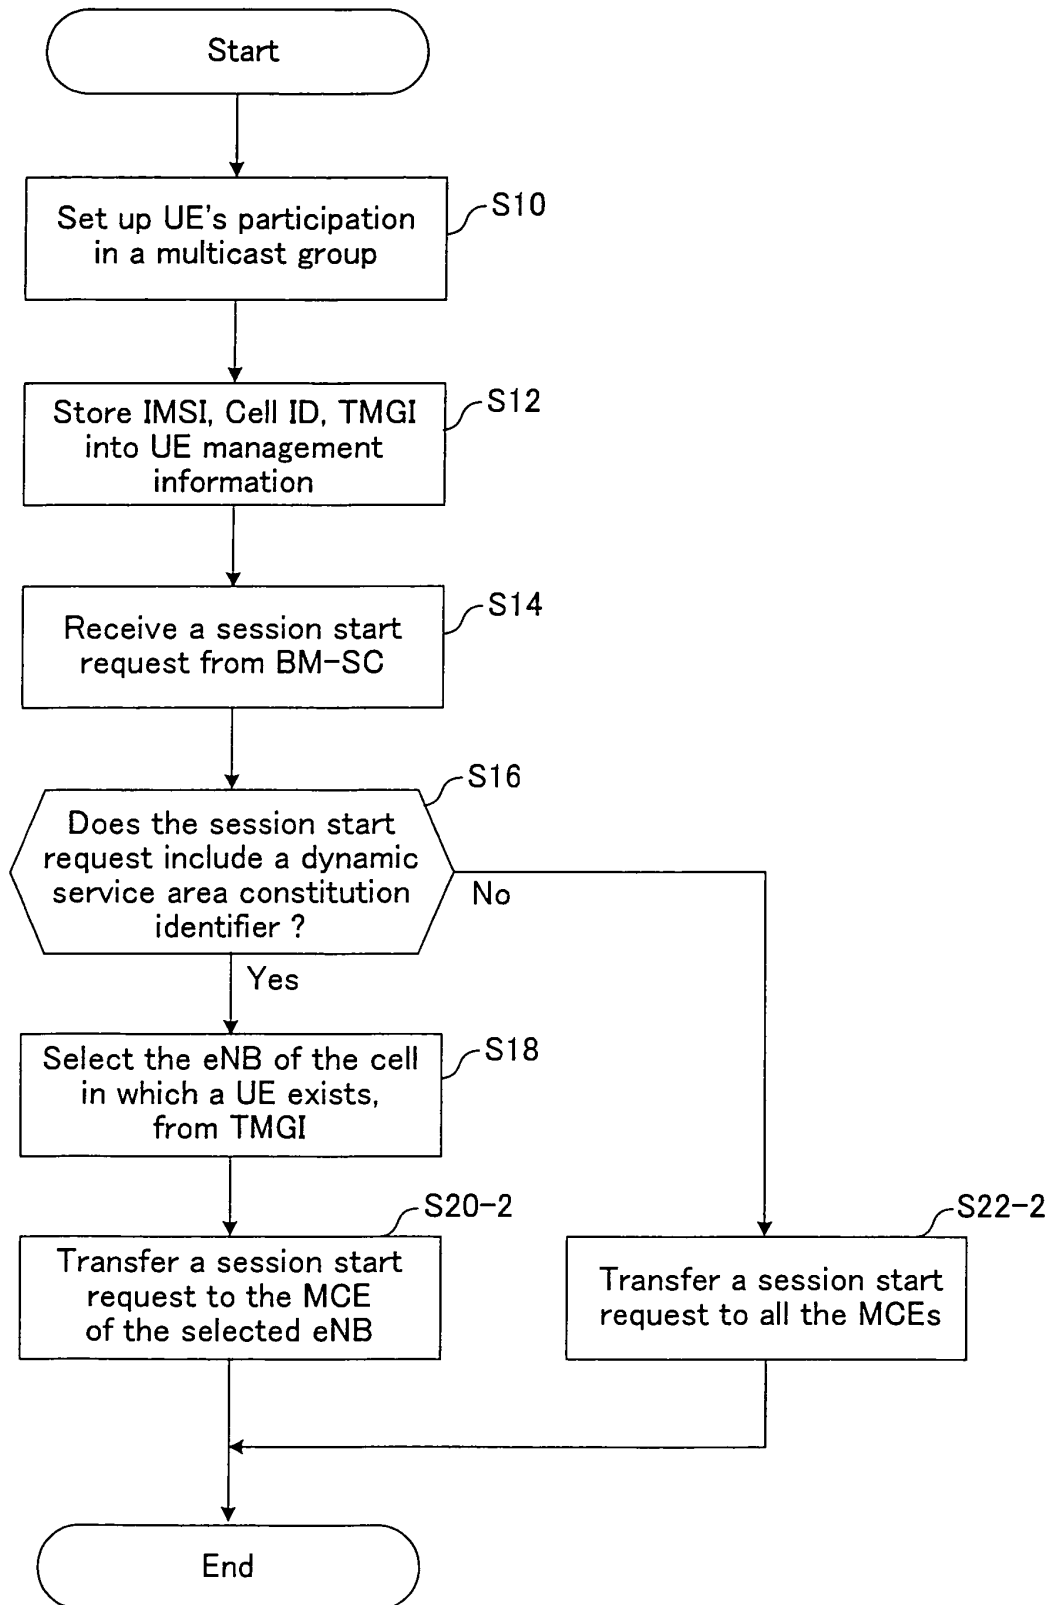 Start
Set up UE's participation
in a multicast group
S10
Store IMSI, Cell ID, TMGI
into UE management
information
S12
Receive a session start
request from BM-SC
S14
Does the session start
request include a dynamic
service area constitution
identifier ?
S16
No
Yes
Select the eNB of the cell
in which a UE exists,
from TMGI
S18
Transfer a session start
request to the MCE
of the selected eNB
S20-2
Transfer a session start
request to all the MCEs
S22-2
End